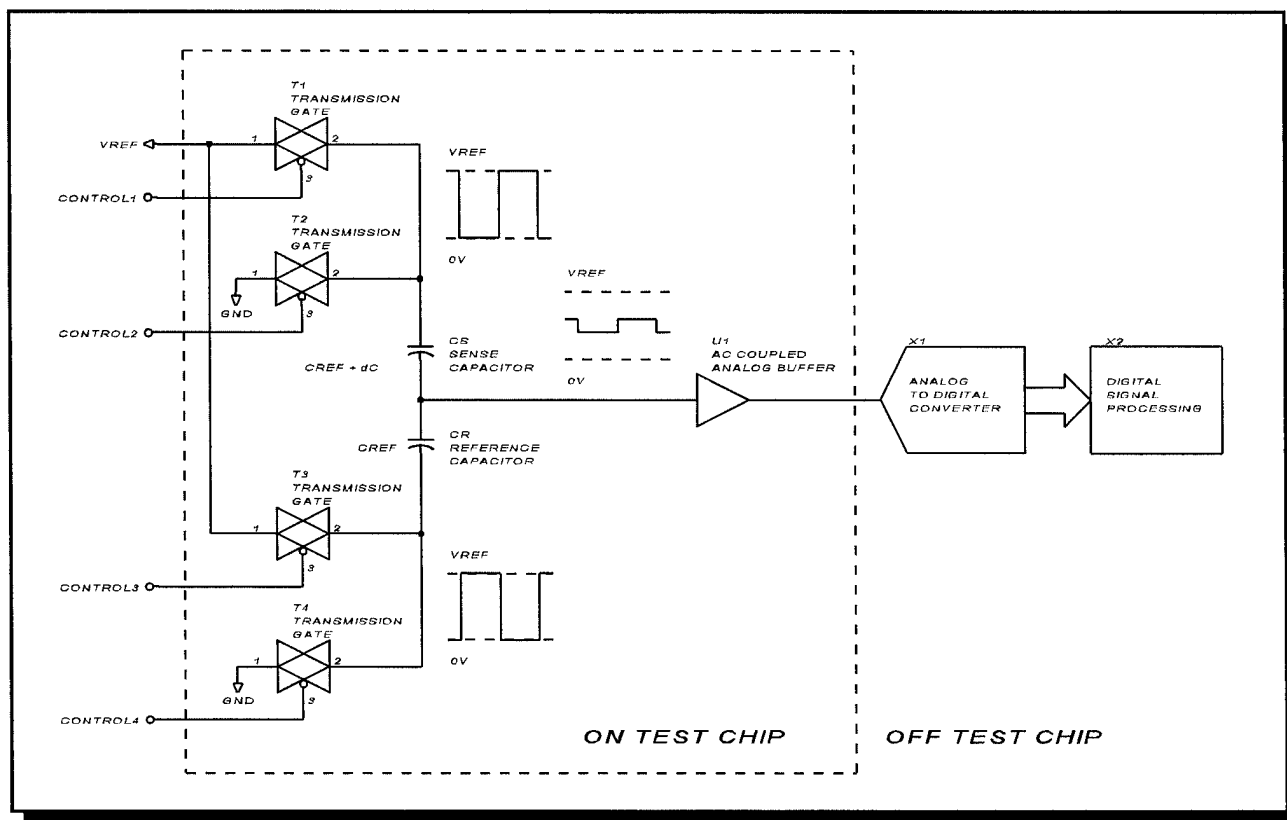 T1
TRANSMISSION
GATE
VREF
1
2
3
CONTROL1
VREF
0V
T2
TRANSMISSION
GATE
1
2
3
GND
CONTROL2
VREF
0V
CS
SENSE
CAPACITOR
CREF + dC
U1
AC COUPLED
ANALOG BUFFER
X1
ANALOG
TO DIGITAL
CONVERTER
X2
DIGITAL
SIGNAL
PROCESSING
CREF
CR
REFERENCE
CAPACITOR
T3
TRANSMISSION
GATE
1
2
3
CONTROL3
VREF
0V
T4
TRANSMISSION
GATE
1
2
3
GND
CONTROL4
ON TEST CHIP
OFF TEST CHIP